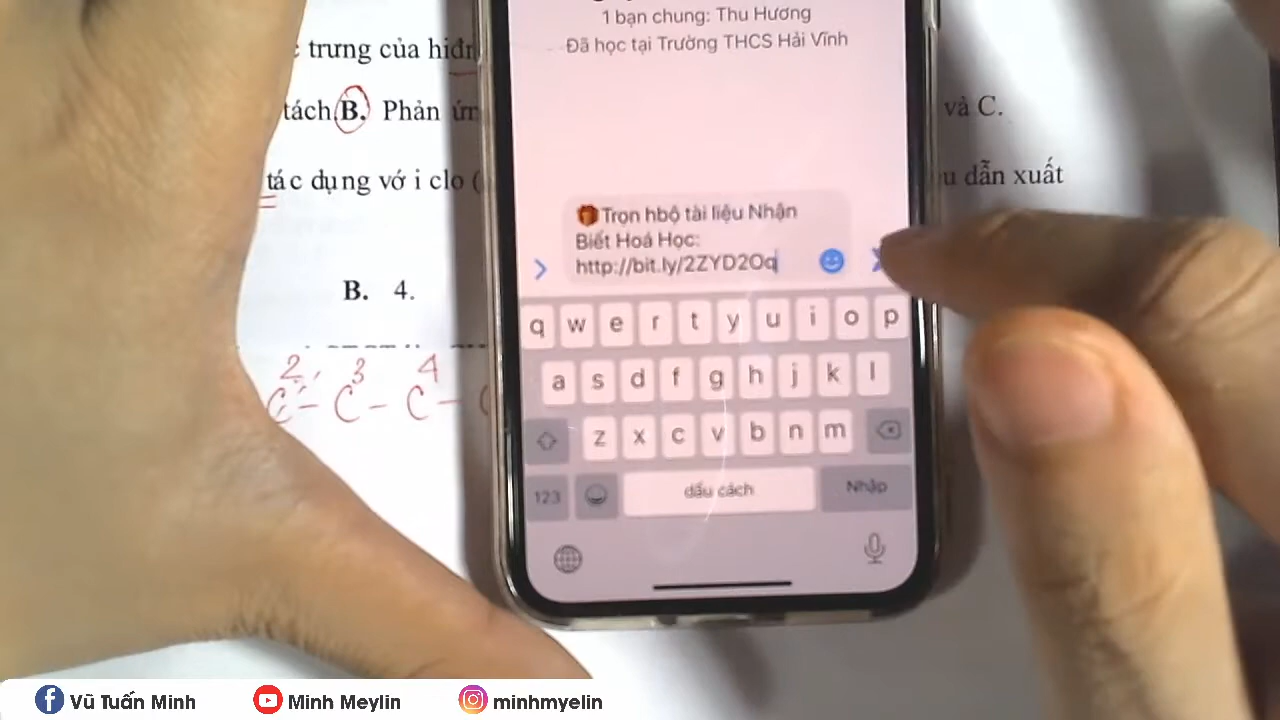 1 bạn chung: Thu Hương
Đã học tại Trường THCS Hải Vĩnh
trưng của hiđr
tách B. Phản ứn
và C.
tác dụng với i clo (
u dẫn xuất
🎁Trọn hbộ tài liệu Nhận
Biết Hoá Học:
http://bit.ly/2ZYD2Oq
B. 4.
2 3 4
C - C - C -
q w e r t y u i o p
a s d f g h j k l
z x c v b n m
123 dấu cách Nhập
Vũ Tuấn Minh Minh Meylin minhmyelin